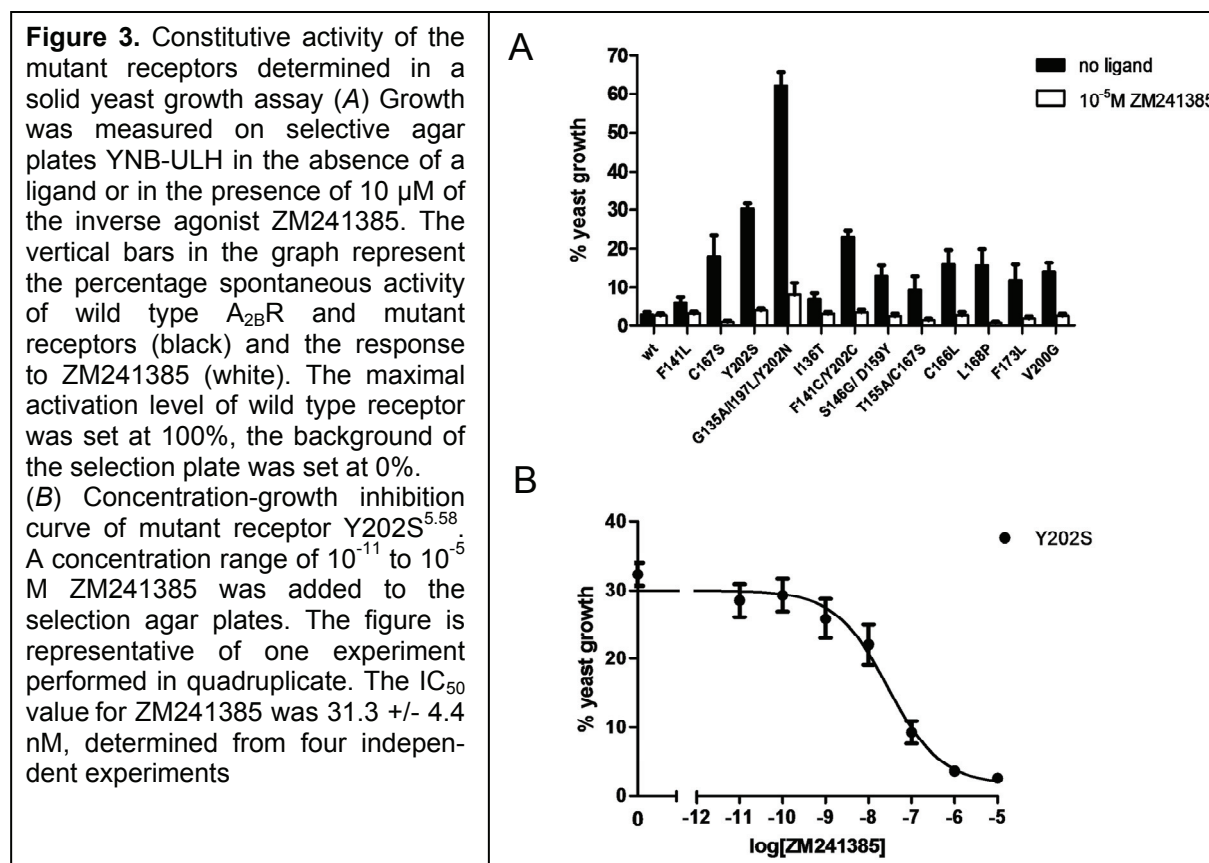 Figure 3. Constitutive activity of the
mutant receptors determined in a
solid yeast growth assay (A) Growth
was measured on selective agar
plates YNB-ULH in the absence of a
ligand or in the presence of 10 µM of
the inverse agonist ZM241385. The
vertical bars in the graph represent
the percentage spontaneous activity
of wild type A2BR and mutant
receptors (black) and the response
to ZM241385 (white). The maximal
activation level of wild type receptor
was set at 100%, the background of
the selection plate was set at 0%.
(B) Concentration-growth inhibition
curve of mutant receptor Y202S5.58.
A concentration range of 10-11 to 10-5
M ZM241385 was added to the
selection agar plates. The figure is
representative of one experiment
performed in quadruplicate. The IC50
value for ZM241385 was 31.3 +/- 4.4
nM, determined from four indepen-
dent experiments
A
70
60
50
40
30
20
10
0
% yeast growth
no ligand
10-5M ZM241385
wt
F141L
C167S
Y202S
G135A/I197L/Y202N
I136T
F141C/Y202C
S146G/ D159Y
T155A/C167S
C166L
L168P
F173L
V200G
B
40
30
20
10
0
% yeast growth
Y202S
0 -12 -11 -10 -9 -8 -7 -6 -5
log[ZM241385]